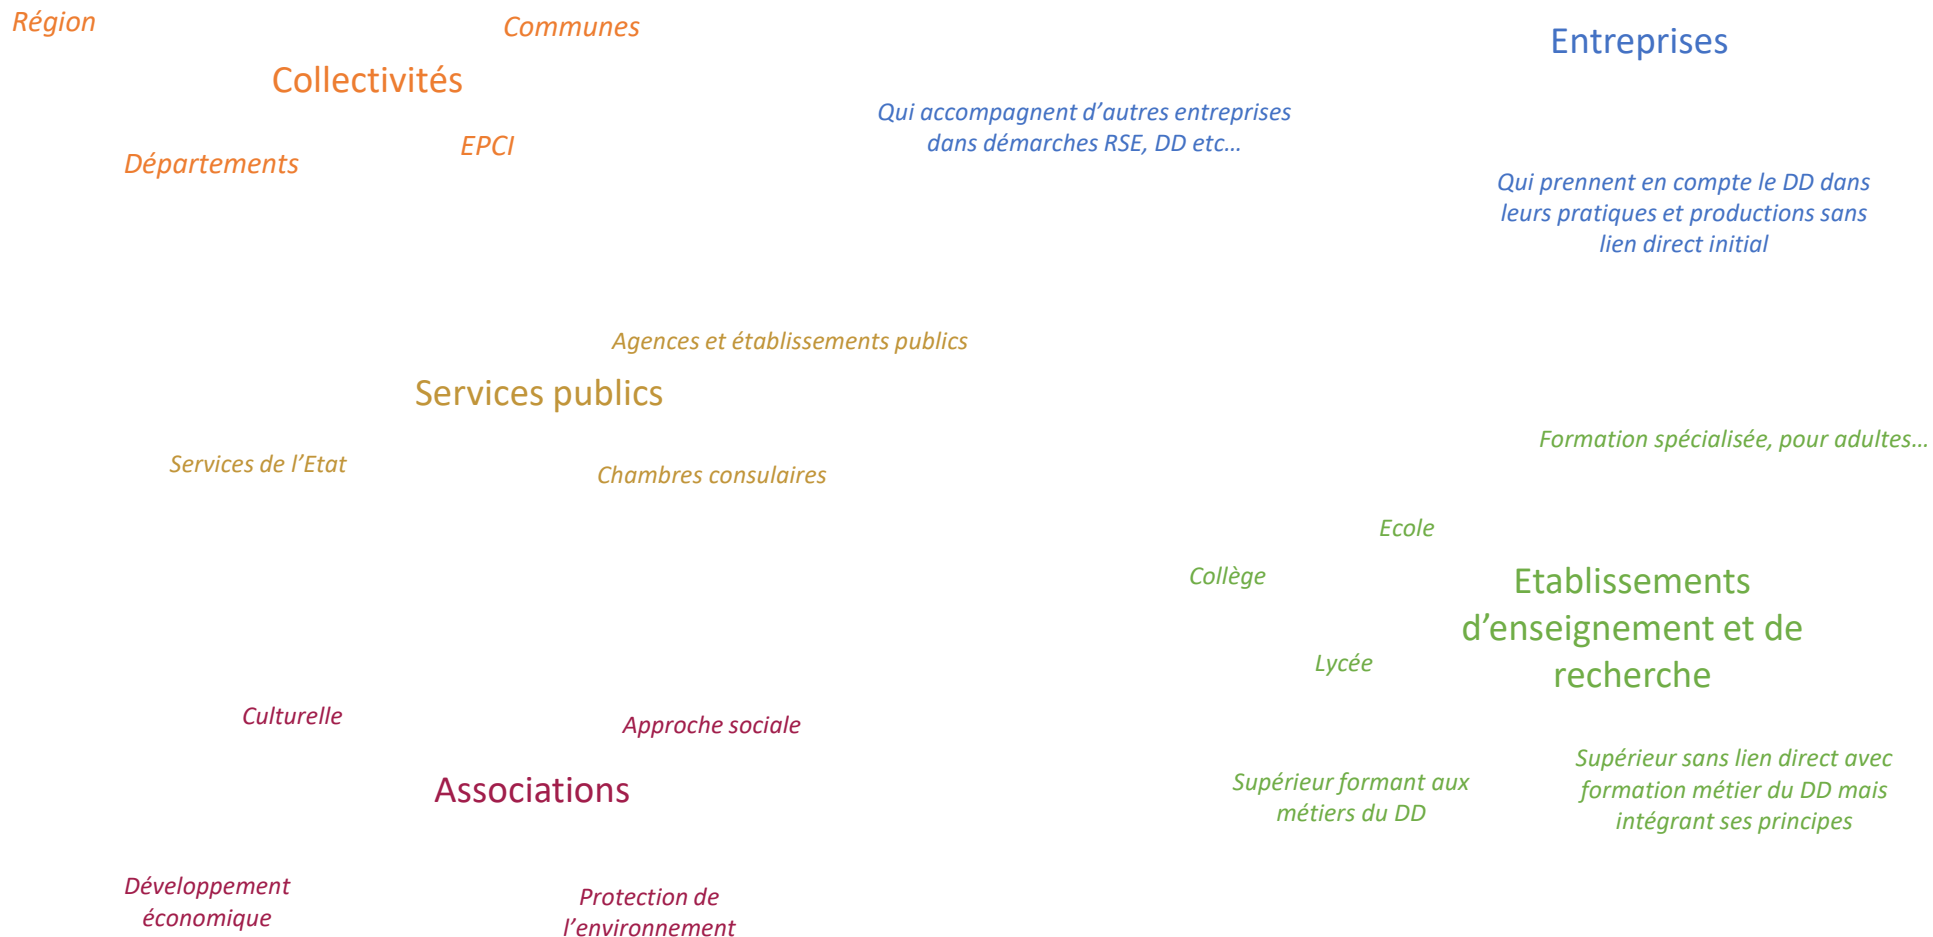 Région
Communes
Collectivités
Départements
EPCI
Entreprises
Qui accompagnent d’autres entreprises
dans démarches RSE, DD etc…
Qui prennent en compte le DD dans
leurs pratiques et productions sans
lien direct initial
Agences et établissements publics
Services publics
Services de l’Etat
Chambres consulaires
Formation spécialisée, pour adultes…
Ecole
Collège
Etablissements
d’enseignement et de
recherche
Lycée
Supérieur formant aux
métiers du DD
Supérieur sans lien direct avec
formation métier du DD mais
intégrant ses principes
Culturelle
Approche sociale
Associations
Développement
économique
Protection de
l’environnement